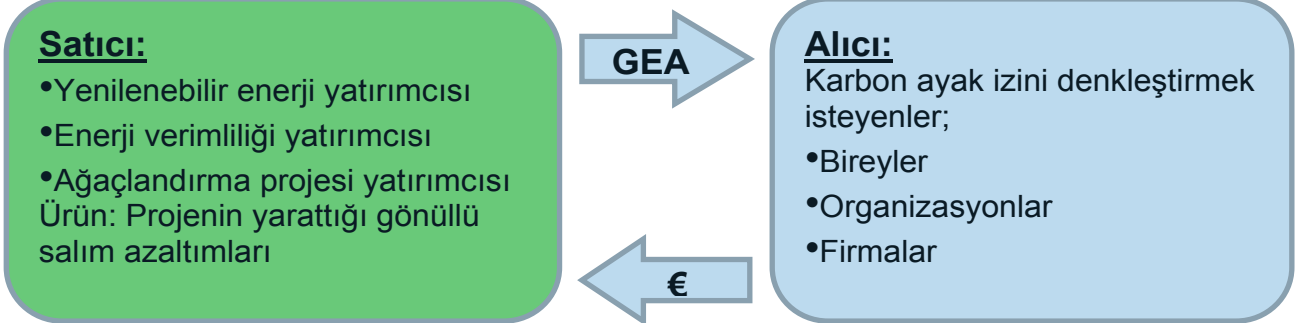 Satıcı:
•Yenilenebilir enerji yatırımcısı
•Enerji verimliliği yatırımcısı
•Ağaçlandırma projesi yatırımcısı
Ürün: Projenin yarattığı gönüllü
salım azaltımları
GEA
€
Alıcı:
Karbon ayak izini denkleştirmek
isteyenler;
•Bireyler
•Organizasyonlar
•Firmalar